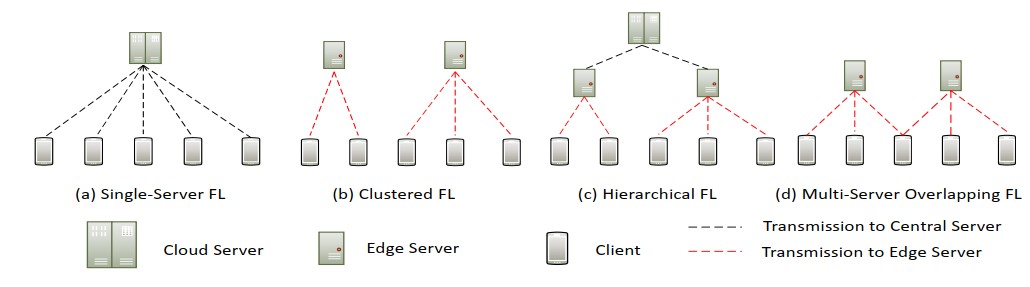 (a) Single-Server FL
(b) Clustered FL
(c) Hierarchical FL
(d) Multi-Server Overlapping FL
Cloud Server
Edge Server
Client
Transmission to Central Server
Transmission to Edge Server